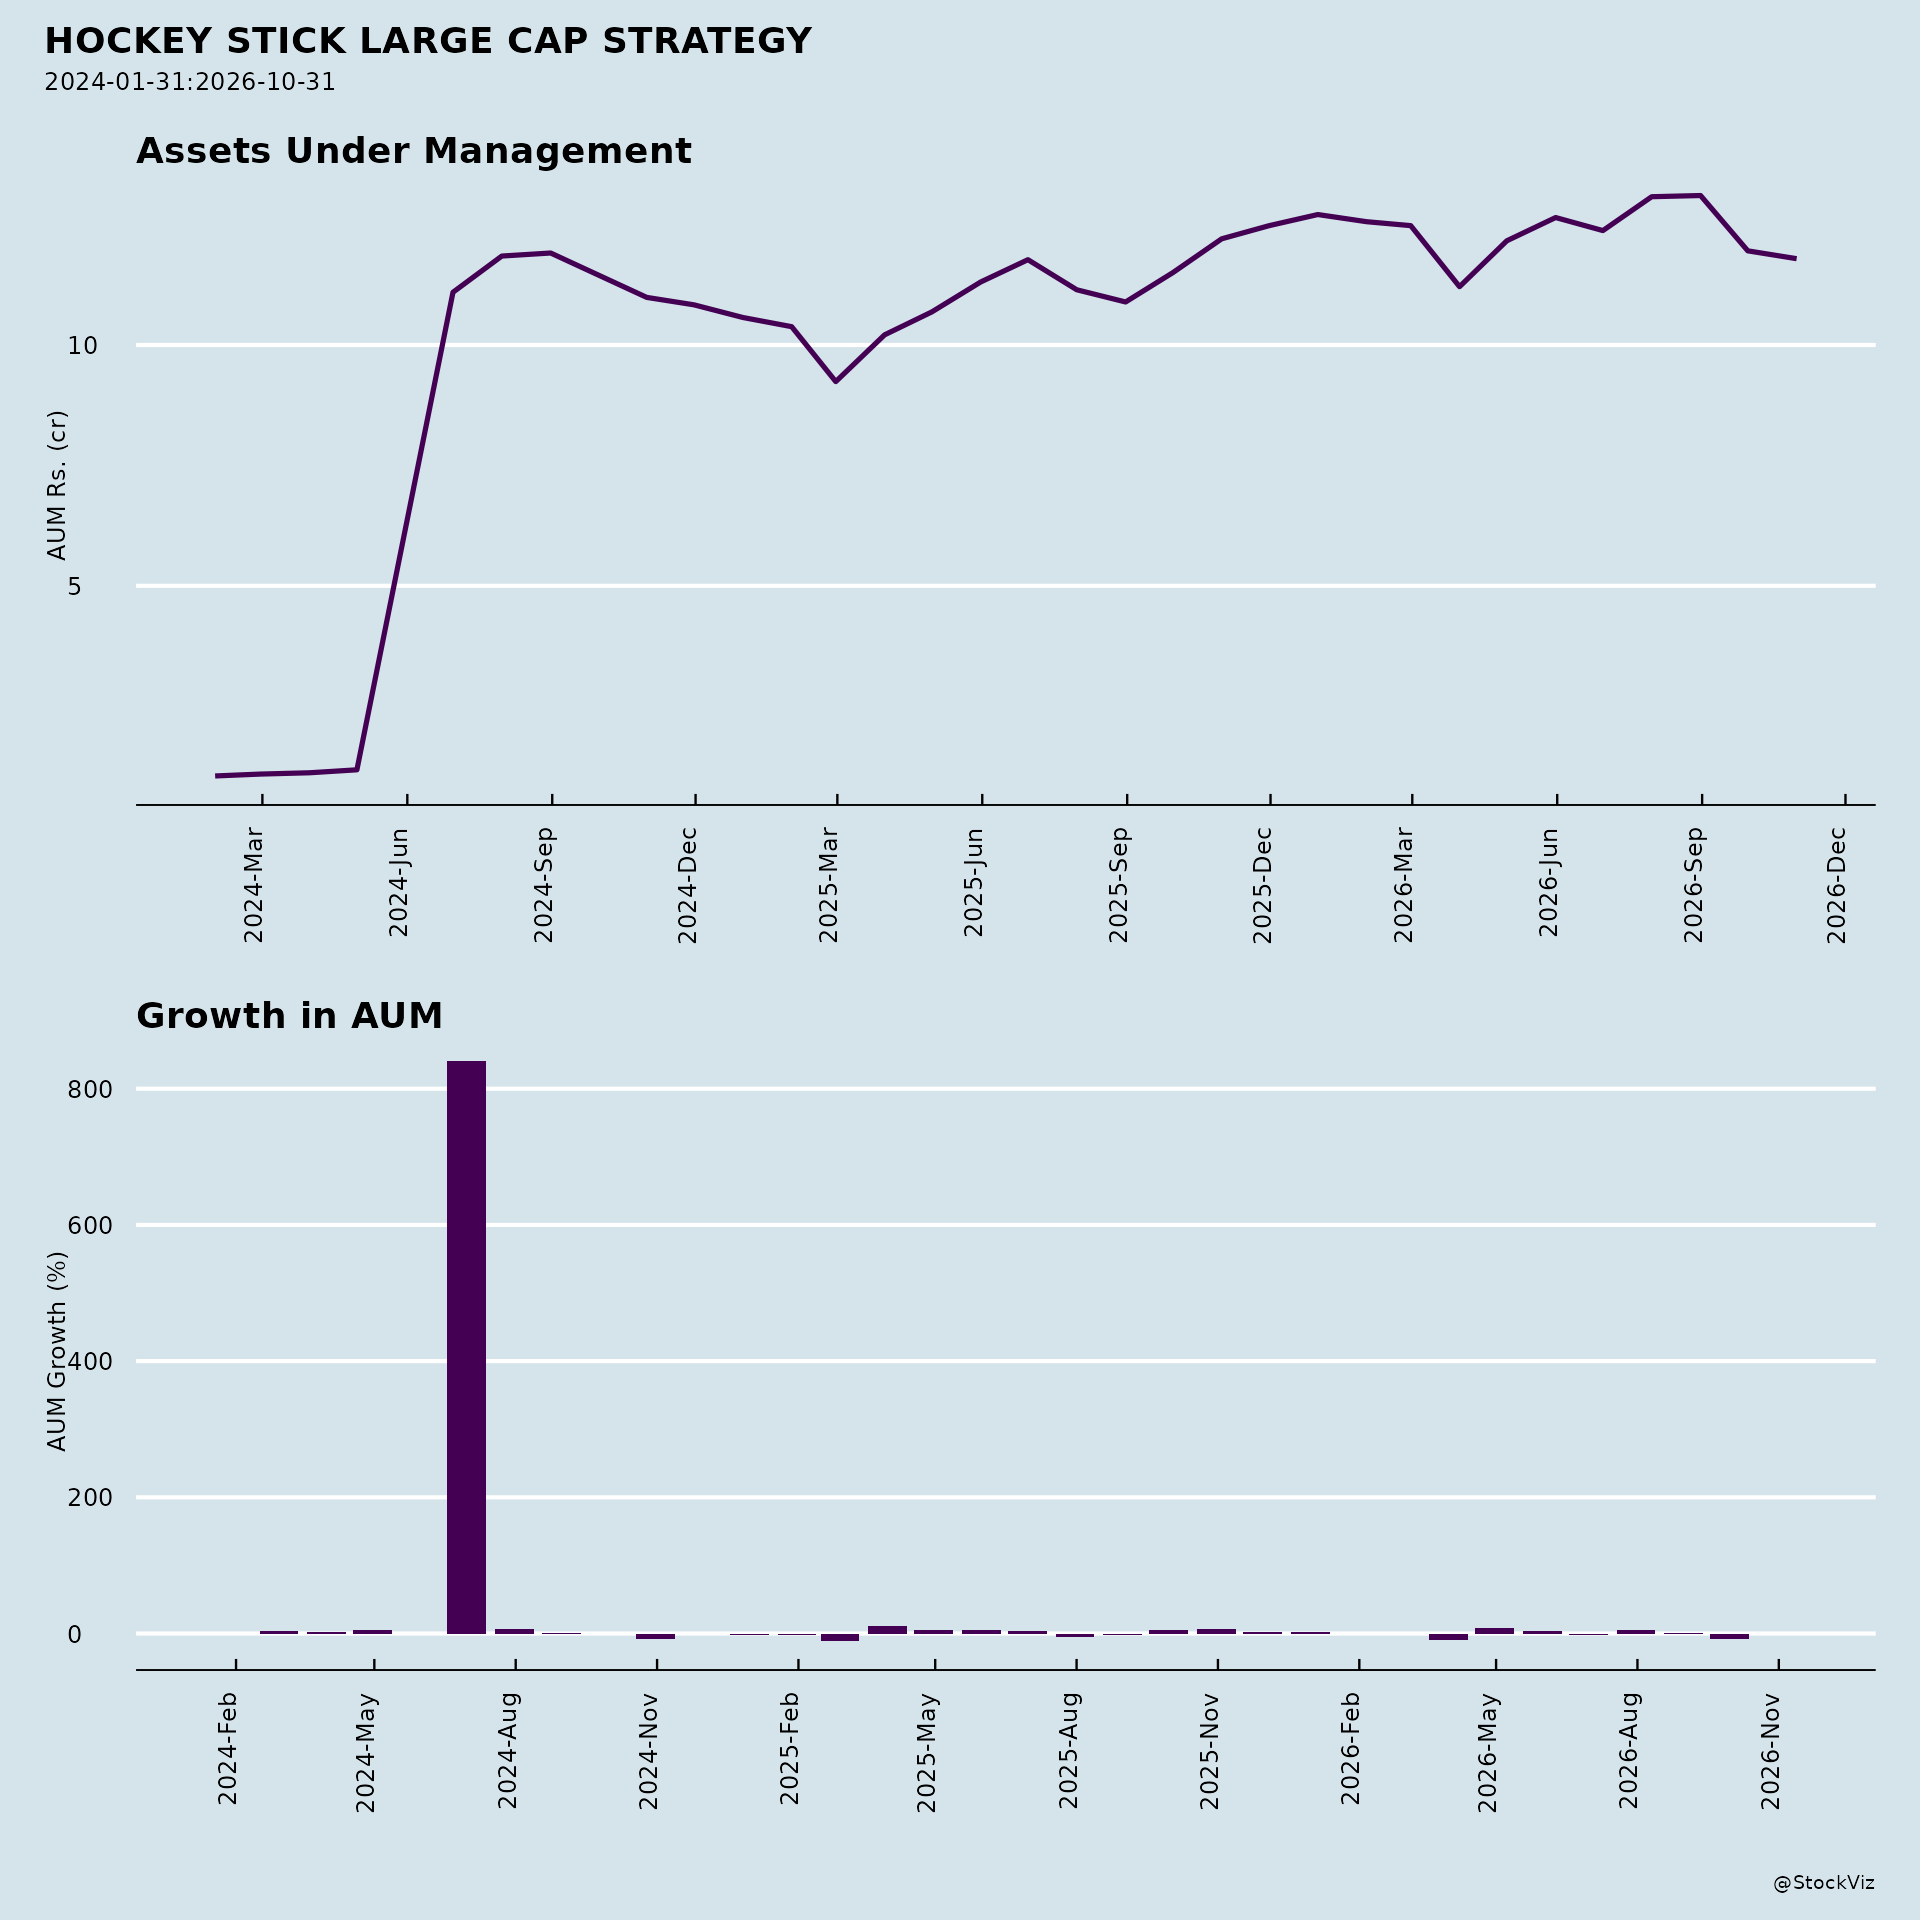 HOCKEY STICK LARGE CAP STRATEGY
2024-01-31:2026-10-31
Assets Under Management
AUM Rs. (cr)
10
5
2024-Mar
2024-Jun
2024-Sep
2024-Dec
2025-Mar
2025-Jun
2025-Sep
2025-Dec
2026-Mar
2026-Jun
2026-Sep
2026-Dec
Growth in AUM
AUM Growth (%)
800
600
400
200
0
2024-Feb
2024-May
2024-Aug
2024-Nov
2025-Feb
2025-May
2025-Aug
2025-Nov
2026-Feb
2026-May
2026-Aug
2026-Nov
@StockViz